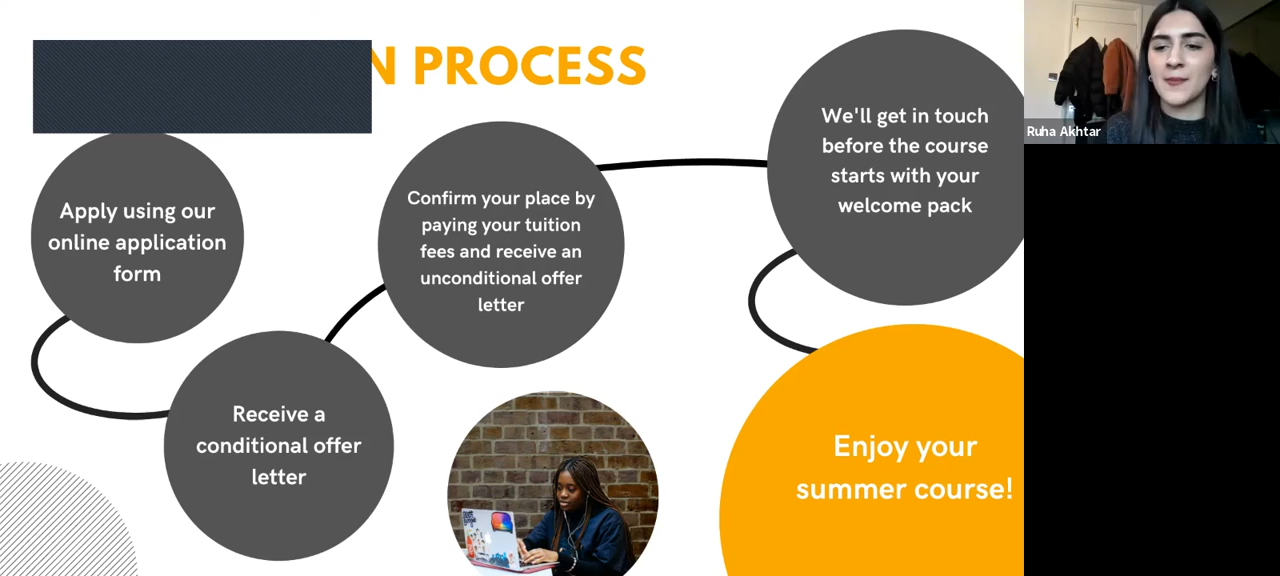 N PROCESS
Apply using our
online application
form
Receive a
conditional offer
letter
Confirm your place by
paying your tuition
fees and receive an
unconditional offer
letter
We'll get in touch
before the course
starts with your
welcome pack
Enjoy your
summer course!
Ruha Akhtar